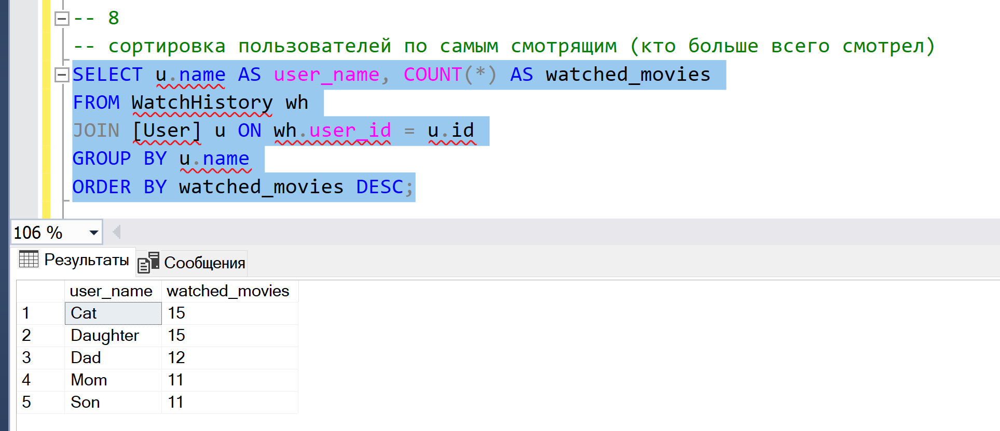 -- 8
-- сортировка пользователей по самым смотрящим (кто больше всего смотрел)
SELECT u.name AS user_name, COUNT(*) AS watched_movies
FROM WatchHistory wh
JOIN [User] u ON wh.user_id = u.id
GROUP BY u.name
ORDER BY watched_movies DESC;
106 %
Результаты Сообщения
user_name watched_movies
1 Cat 15
2 Daughter 15
3 Dad 12
4 Mom 11
5 Son 11